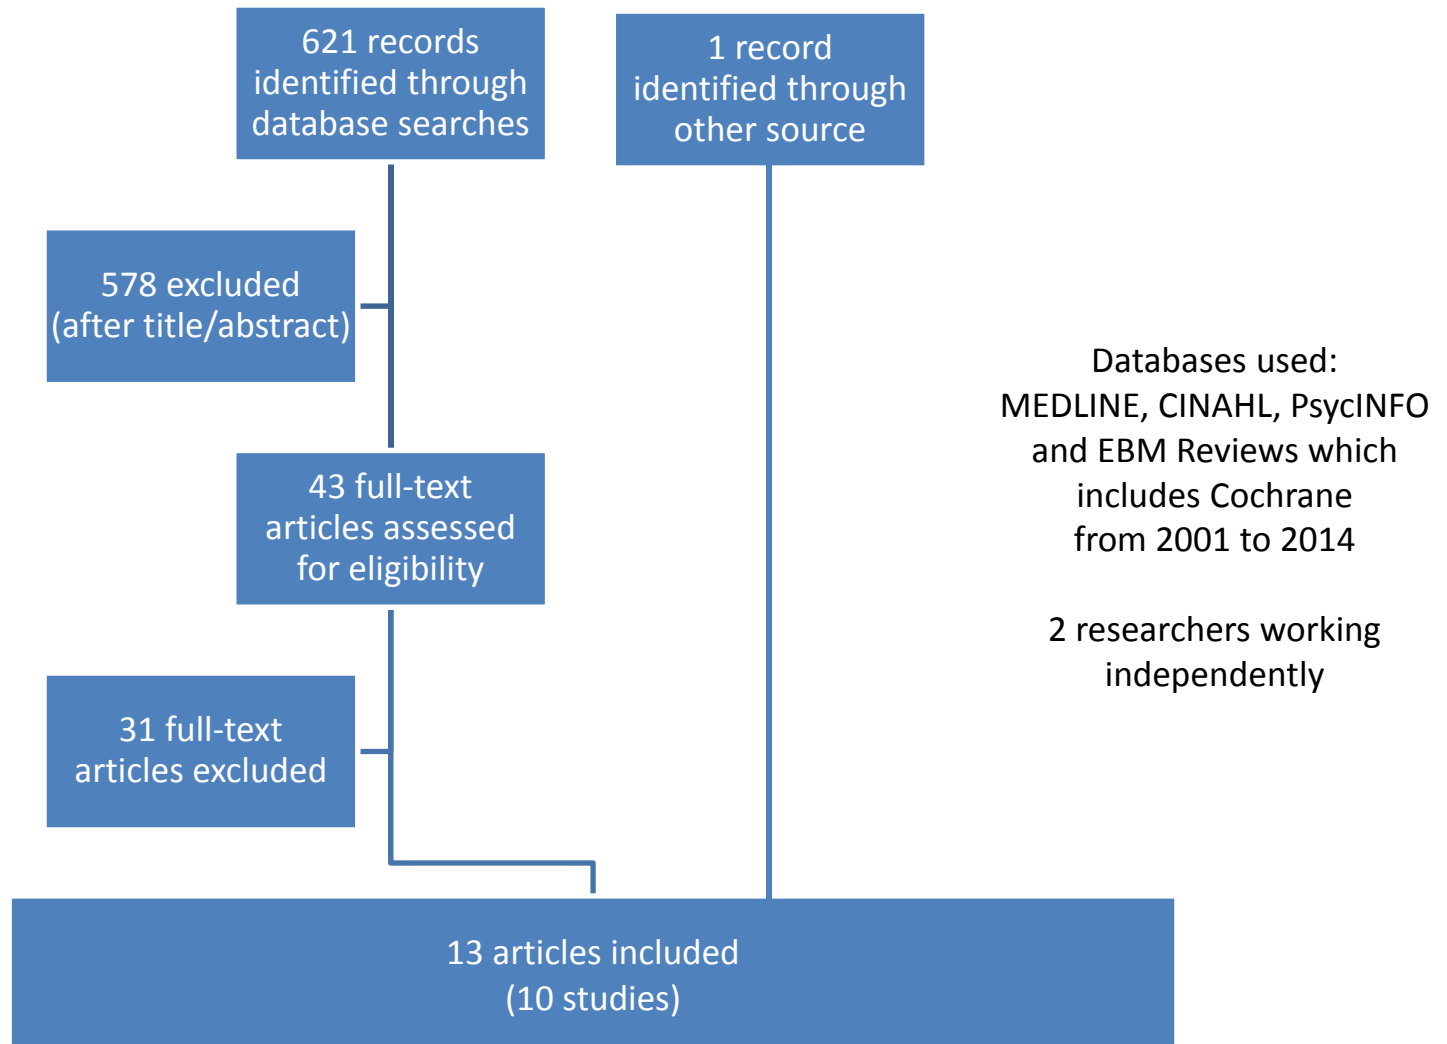 621 records
identified through
database searches
1 record
identified through
other source
578 excluded
(after title/abstract)
43 full-text
articles assessed
for eligibility
31 full-text
articles excluded
13 articles included
(10 studies)
Databases used:
MEDLINE, CINAHL, PsycINFO
and EBM Reviews which
includes Cochrane
from 2001 to 2014
2 researchers working
independently